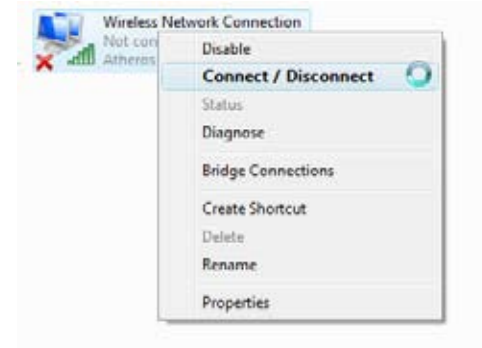 Wireless Network Connection
Not con
Atheros
Disable
Connect / Disconnect
Status
Diagnose
Bridge Connections
Create Shortcut
Delete
Rename
Properties